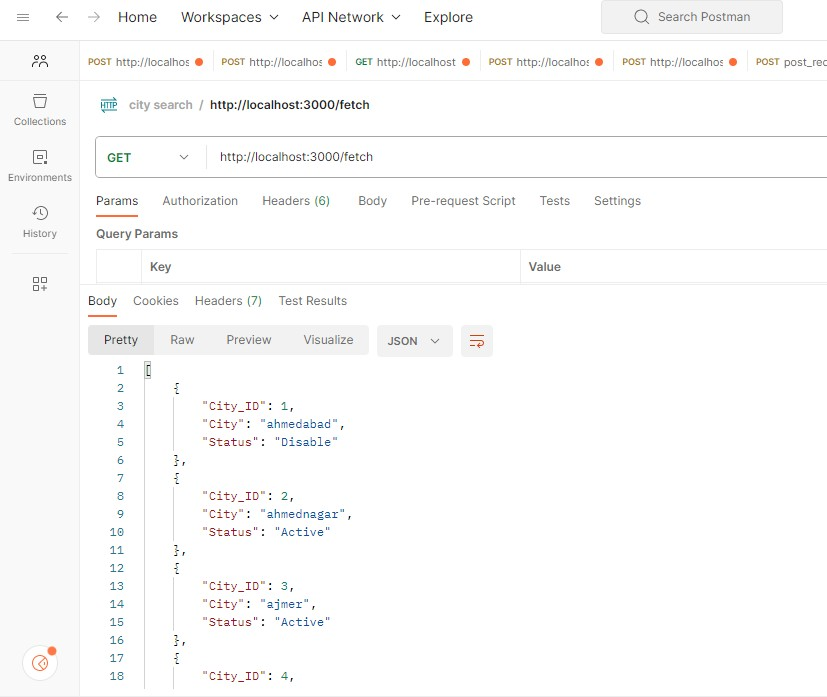 Home Workspaces API Network Explore Search Postman
POST http://localhos POST http://localhos GET http://localhost POST http://localhos POST http://localhos POST post_rec
HTTP city search / http://localhost:3000/fetch
Collections
GET http://localhost:3000/fetch
Environments
Params Authorization Headers (6) Body Pre-request Script Tests Settings
History
Query Params
Key Value
Body Cookies Headers (7) Test Results
Pretty Raw Preview Visualize JSON
1 [
2 {
3 "City_ID": 1,
4 "City": "ahmedabad",
5 "Status": "Disable"
6 },
7 {
8 "City_ID": 2,
9 "City": "ahmednagar",
10 "Status": "Active"
11 },
12 {
13 "City_ID": 3,
14 "City": "ajmer",
15 "Status": "Active"
16 },
17 {
18 "City_ID": 4,